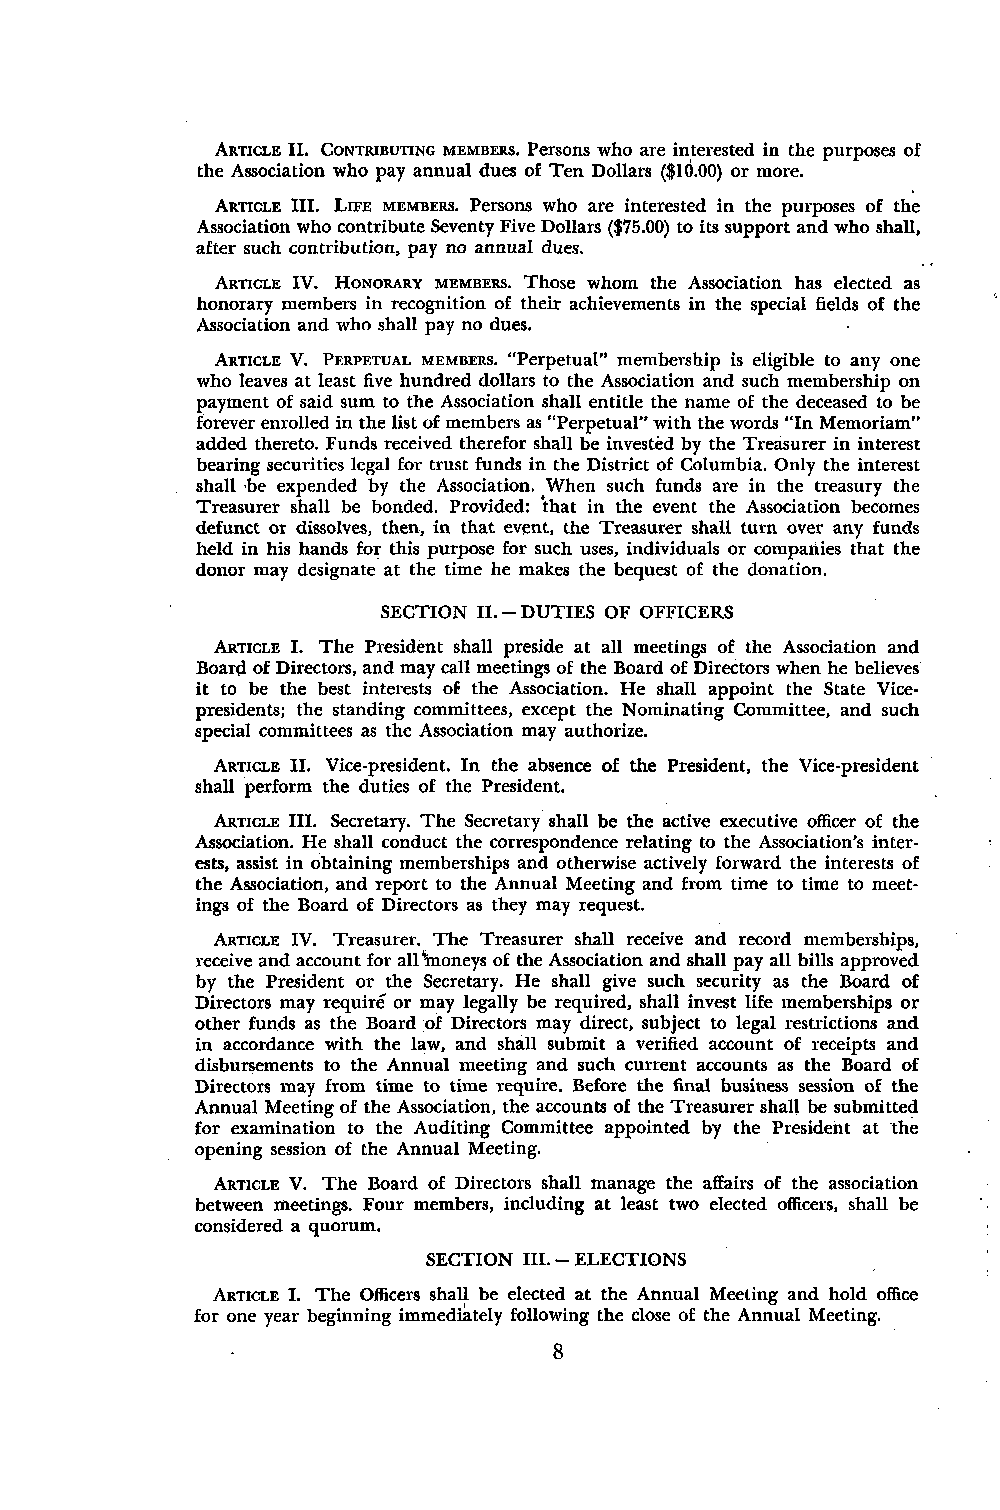 ARTICLE II. CONTRIBUTING MEMBERS. Persons who are interested in the purposes of
the Association who pay annual dues of Ten Dollars ($10.00) or more.
ARTICLE III. LIFE MEMBERS. Persons who are interested in the purposes of the
Association who contribute Seventy Five Dollars ($75.00) to its support and who shall,
after such contribution, pay no annual dues.
ARTICLE IV. HONORARY MEMBERS. Those whom the Association has elected as
honorary members in recognition of their achievements in the special fields of the
Association and who shall pay no dues.
ARTICLE V. PERPETUAL MEMBERS. "Perpetual" membership is eligible to any one
who leaves at least five hundred dollars to the Association and such membership on
payment of said sum to the Association shall entitle the name of the deceased to be
forever enrolled in the list of members as "Perpetual" with the words "In Memoriam"
added thereto. Funds received therefor shall be invested by the Treasurer in interest
bearing securities legal for trust funds in the District of Columbia. Only the interest
shall be expended by the Association. When such funds are in the treasury the
Treasurer shall be bonded. Provided: that in the event the Association becomes
defunct or dissolves, then, in that event, the Treasurer shall turn over any funds
held in his hands for this purpose for such uses, individuals or companies that the
donor may designate at the time he makes the bequest of the donation.
SECTION II. — DUTIES OF OFFICERS
ARTICLE I. The President shall preside at all meetings of the Association and
Board of Directors, and may call meetings of the Board of Directors when he believes
it to be the best interests of the Association. He shall appoint the State Vice-
presidents; the standing committees, except the Nominating Committee, and such
special committees as the Association may authorize.
ARTICLE II. Vice-president. In the absence of the President, the Vice-president
shall perform the duties of the President.
ARTICLE III. Secretary. The Secretary shall be the active executive officer of the
Association. He shall conduct the correspondence relating to the Association's inter-
ests, assist in obtaining memberships and otherwise actively forward the interests of
the Association, and report to the Annual Meeting and from time to time to meet-
ings of the Board of Directors as they may request.
ARTICLE IV. Treasurer. The Treasurer shall receive and record memberships,
receive and account for all moneys of the Association and shall pay all bills approved
by the President or the Secretary. He shall give such security as the Board of
Directors may require or may legally be required, shall invest life memberships or
other funds as the Board of Directors may direct, subject to legal restrictions and
in accordance with the law, and shall submit a verified account of receipts and
disbursements to the Annual meeting and such current accounts as the Board of
Directors may from time to time require. Before the final business session of the
Annual Meeting of the Association, the accounts of the Treasurer shall be submitted
for examination to the Auditing Committee appointed by the President at the
opening session of the Annual Meeting.
ARTICLE V. The Board of Directors shall manage the affairs of the association
between meetings. Four members, including at least two elected officers, shall be
considered a quorum.
SECTION III. — ELECTIONS
ARTICLE I. The Officers shall be elected at the Annual Meeting and hold office
for one year beginning immediately following the close of the Annual Meeting.
8